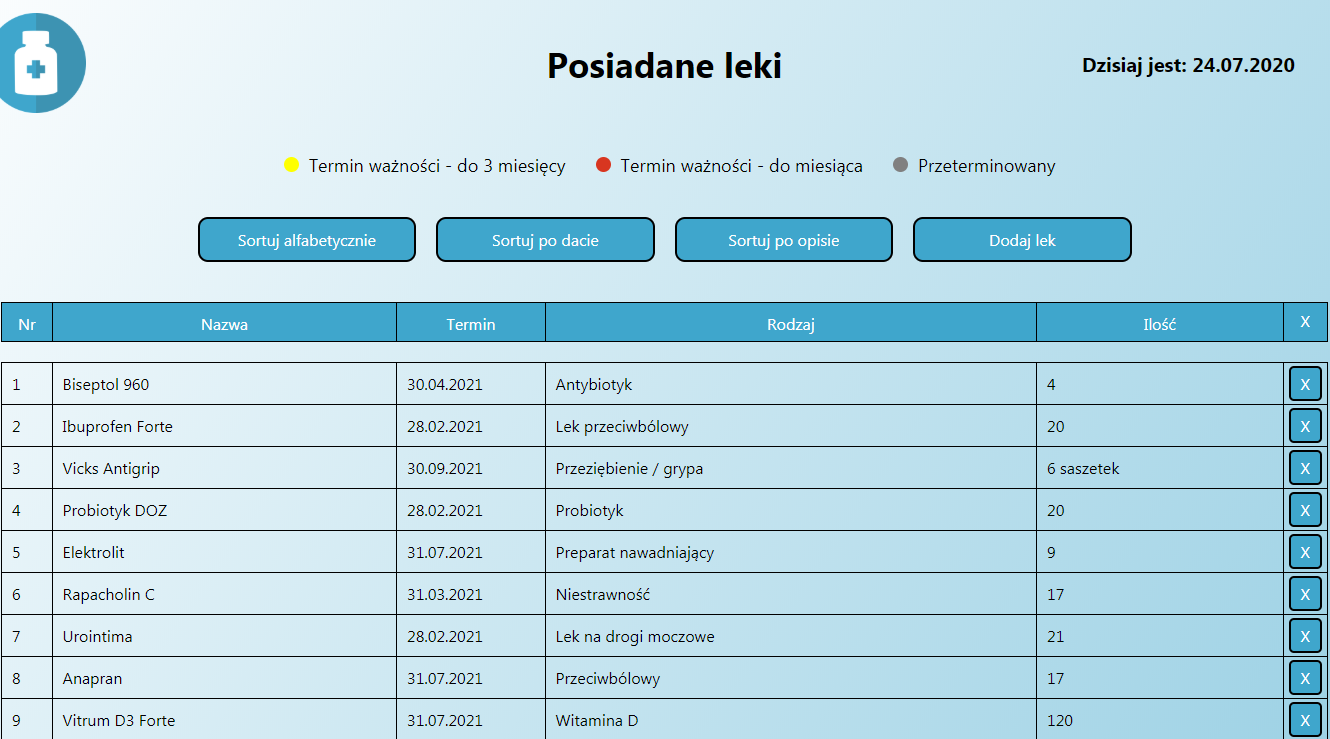 Posiadane leki
Dzisiaj jest: 24.07.2020
Termin ważności - do 3 miesięcy Termin ważności - do miesiąca Przeterminowany
Sortuj alfabetycznie Sortuj po dacie Sortuj po opisie Dodaj lek
Nr Nazwa Termin Rodzaj Ilość X
1 Biseptol 960 30.04.2021 Antybiotyk 4 X
2 Ibuprofen Forte 28.02.2021 Lek przeciwbólowy 20 X
3 Vicks Antigrip 30.09.2021 Przeziębienie / grypa 6 saszetek X
4 Probiotyk DOZ 28.02.2021 Probiotyk 20 X
5 Elektrolit 31.07.2021 Preparat nawadniający 9 X
6 Rapacholin C 31.03.2021 Niestrawność 17 X
7 Urointima 28.02.2021 Lek na drogi moczowe 21 X
8 Anapran 31.07.2021 Przeciwbólowy 17 X
9 Vitrum D3 Forte 31.07.2021 Witamina D 120 X